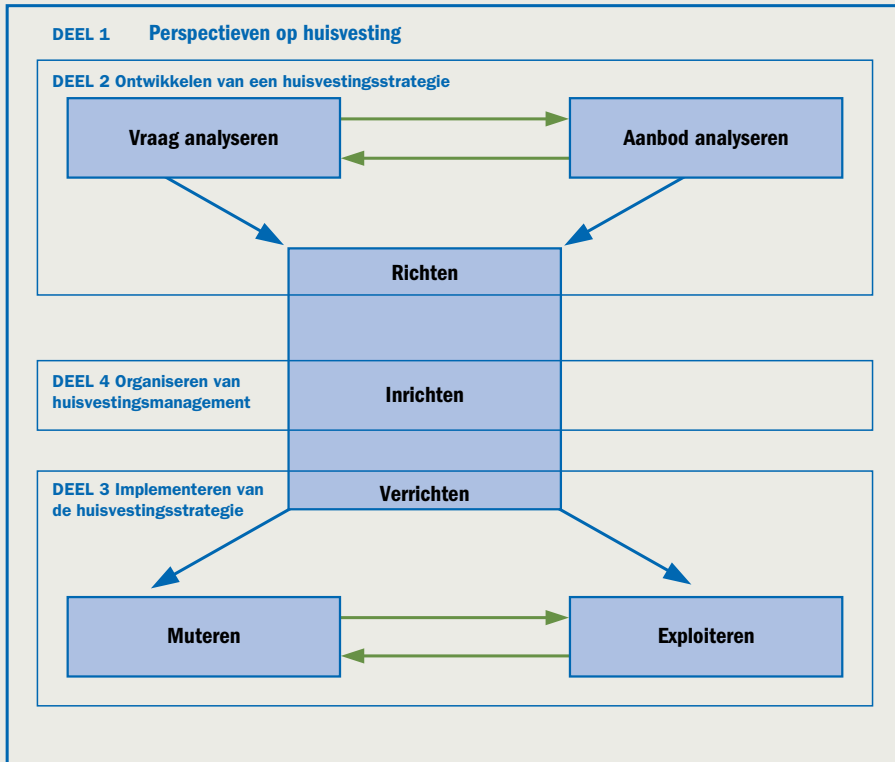 DEEL 1 Perspectieven op huisvesting
DEEL 2 Ontwikkelen van een huisvestingsstrategie
Vraag analyseren
Aanbod analyseren
Richten
DEEL 4 Organiseren van
huisvestingsmanagement
Inrichten
DEEL 3 Implementeren van
de huisvestingsstrategie
Verrichten
Muteren
Exploiteren